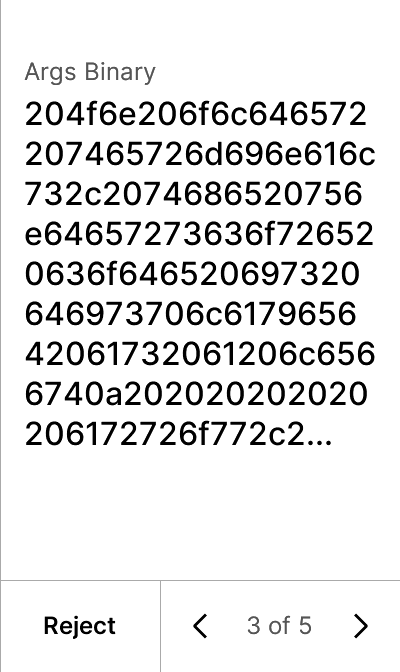 Args Binary
204f6e206f6c646572
207465726d696e616c
732c2074686520756
e64657273636f72652
0636f646520697320
646973706c6179656
42061732061206c656
6740a202020202020
206172726f772c2...
Reject
3 of 5